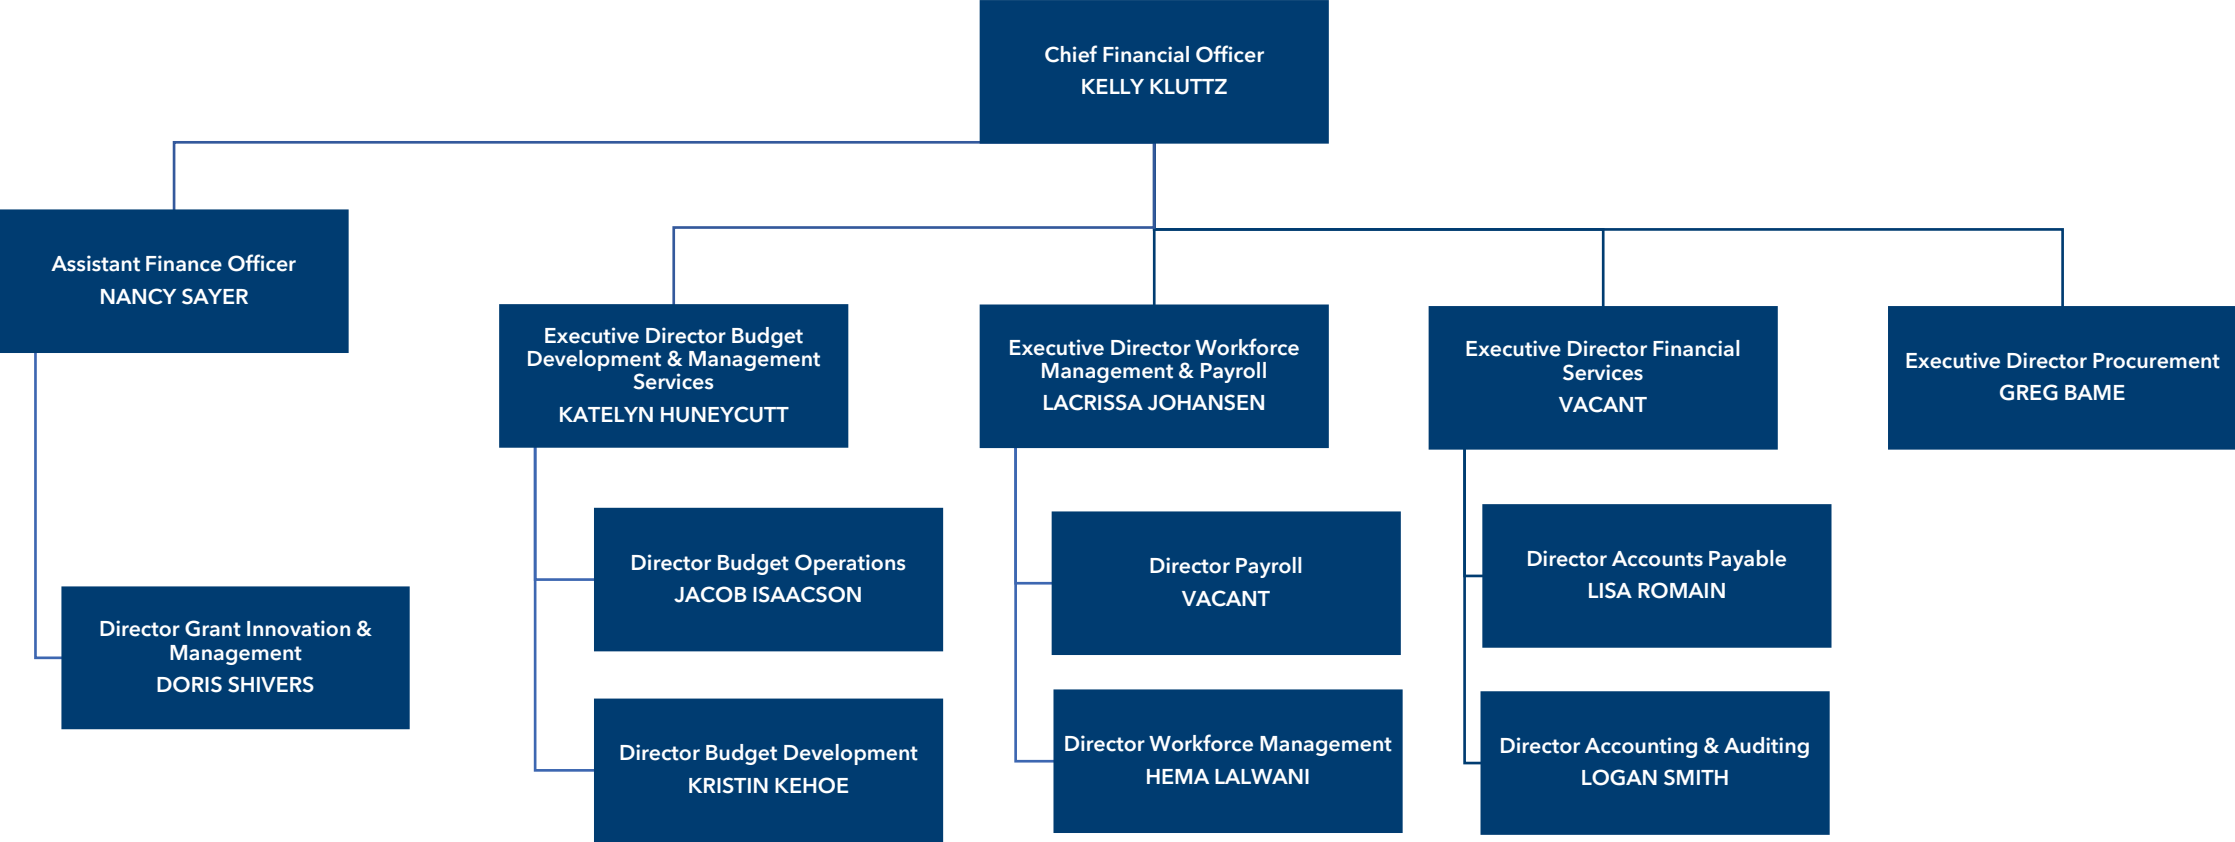 Chief Financial Officer
KELLY KLUTTZ
Assistant Finance Officer
NANCY SAYER
Executive Director Budget
Development & Management
Services
KATELYN HUNEYCUTT
Executive Director Workforce
Management & Payroll
LACRISSA JOHANSEN
Executive Director Financial
Services
VACANT
Executive Director Procurement
GREG BAME
Director Grant Innovation &
Management
DORIS SHIVERS
Director Budget Operations
JACOB ISAACSON
Director Budget Development
KRISTIN KEHOE
Director Payroll
VACANT
Director Workforce Management
HEMA LALWANI
Director Accounts Payable
LISA ROMAIN
Director Accounting & Auditing
LOGAN SMITH